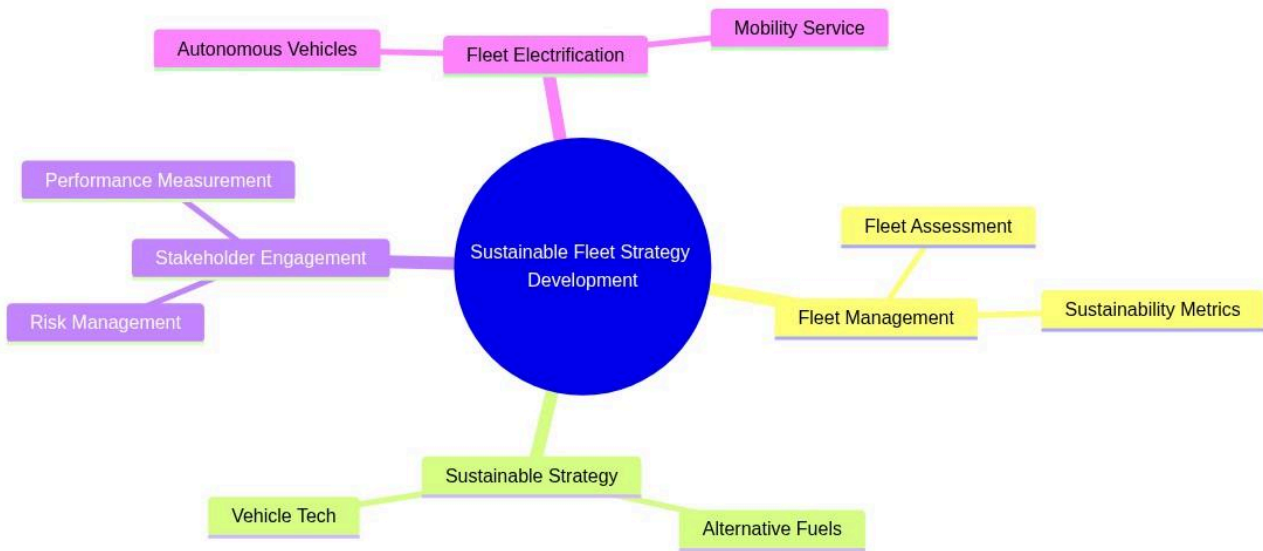 Mobility Service
Autonomous Vehicles
Fleet Electrification
Performance Measurement
Stakeholder Engagement
Risk Management
Sustainable Fleet Strategy
Development
Fleet Assessment
Fleet Management
Sustainability Metrics
Sustainable Strategy
Vehicle Tech
Alternative Fuels